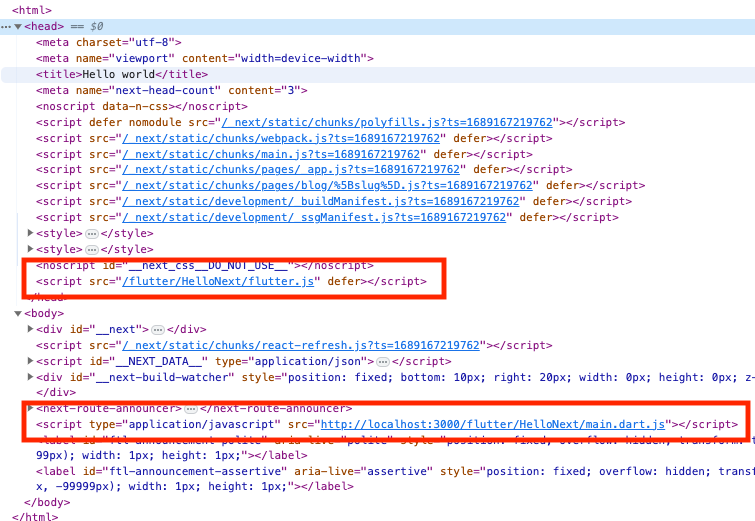 <html>
<head> == $0
<meta charset="utf-8">
<meta name="viewport" content="width=device-width">
<title>Hello world</title>
<meta name="next-head-count" content="3">
<noscript data-n-css></noscript>
<script defer nomodule src="/_next/static/chunks/polyfills.js?ts=1689167219762"></script>
<script src="/_next/static/chunks/webpack.js?ts=1689167219762" defer></script>
<script src="/_next/static/chunks/main.js?ts=1689167219762" defer></script>
<script src="/_next/static/chunks/pages/_app.js?ts=1689167219762" defer></script>
<script src="/_next/static/chunks/pages/blog/%5Bslug%5D.js?ts=1689167219762" defer></script>
<script src="/_next/static/development/_buildManifest.js?ts=1689167219762" defer></script>
<script src="/_next/static/development/_ssgManifest.js?ts=1689167219762" defer></script>
<style>…</style>
<style>…</style>
<noscript id="__next_css__DO_NOT_USE__"></noscript>
<script src="/flutter/HelloNext/flutter.js" defer></script>
</head>
<body>
<div id="__next">…</div>
<script src="/_next/static/chunks/react-refresh.js?ts=1689167219762"></script>
<script id="__NEXT_DATA__" type="application/json">…</script>
<div id="__next-build-watcher" style="position: fixed; bottom: 10px; right: 20px; width: 0px; height: 0px; z-
</div>
<next-route-announcer>…</next-route-announcer>
<script type="application/javascript" src="http://localhost:3000/flutter/HelloNext/main.dart.js"></script>
<label id="ftl-announcement-polite" aria-live="polite" style="position: fixed; overflow: hidden; transform: t
99px); width: 1px; height: 1px;"></label>
<label id="ftl-announcement-assertive" aria-live="assertive" style="position: fixed; overflow: hidden; transf
x, -99999px); width: 1px; height: 1px;"></label>
</body>
</html>